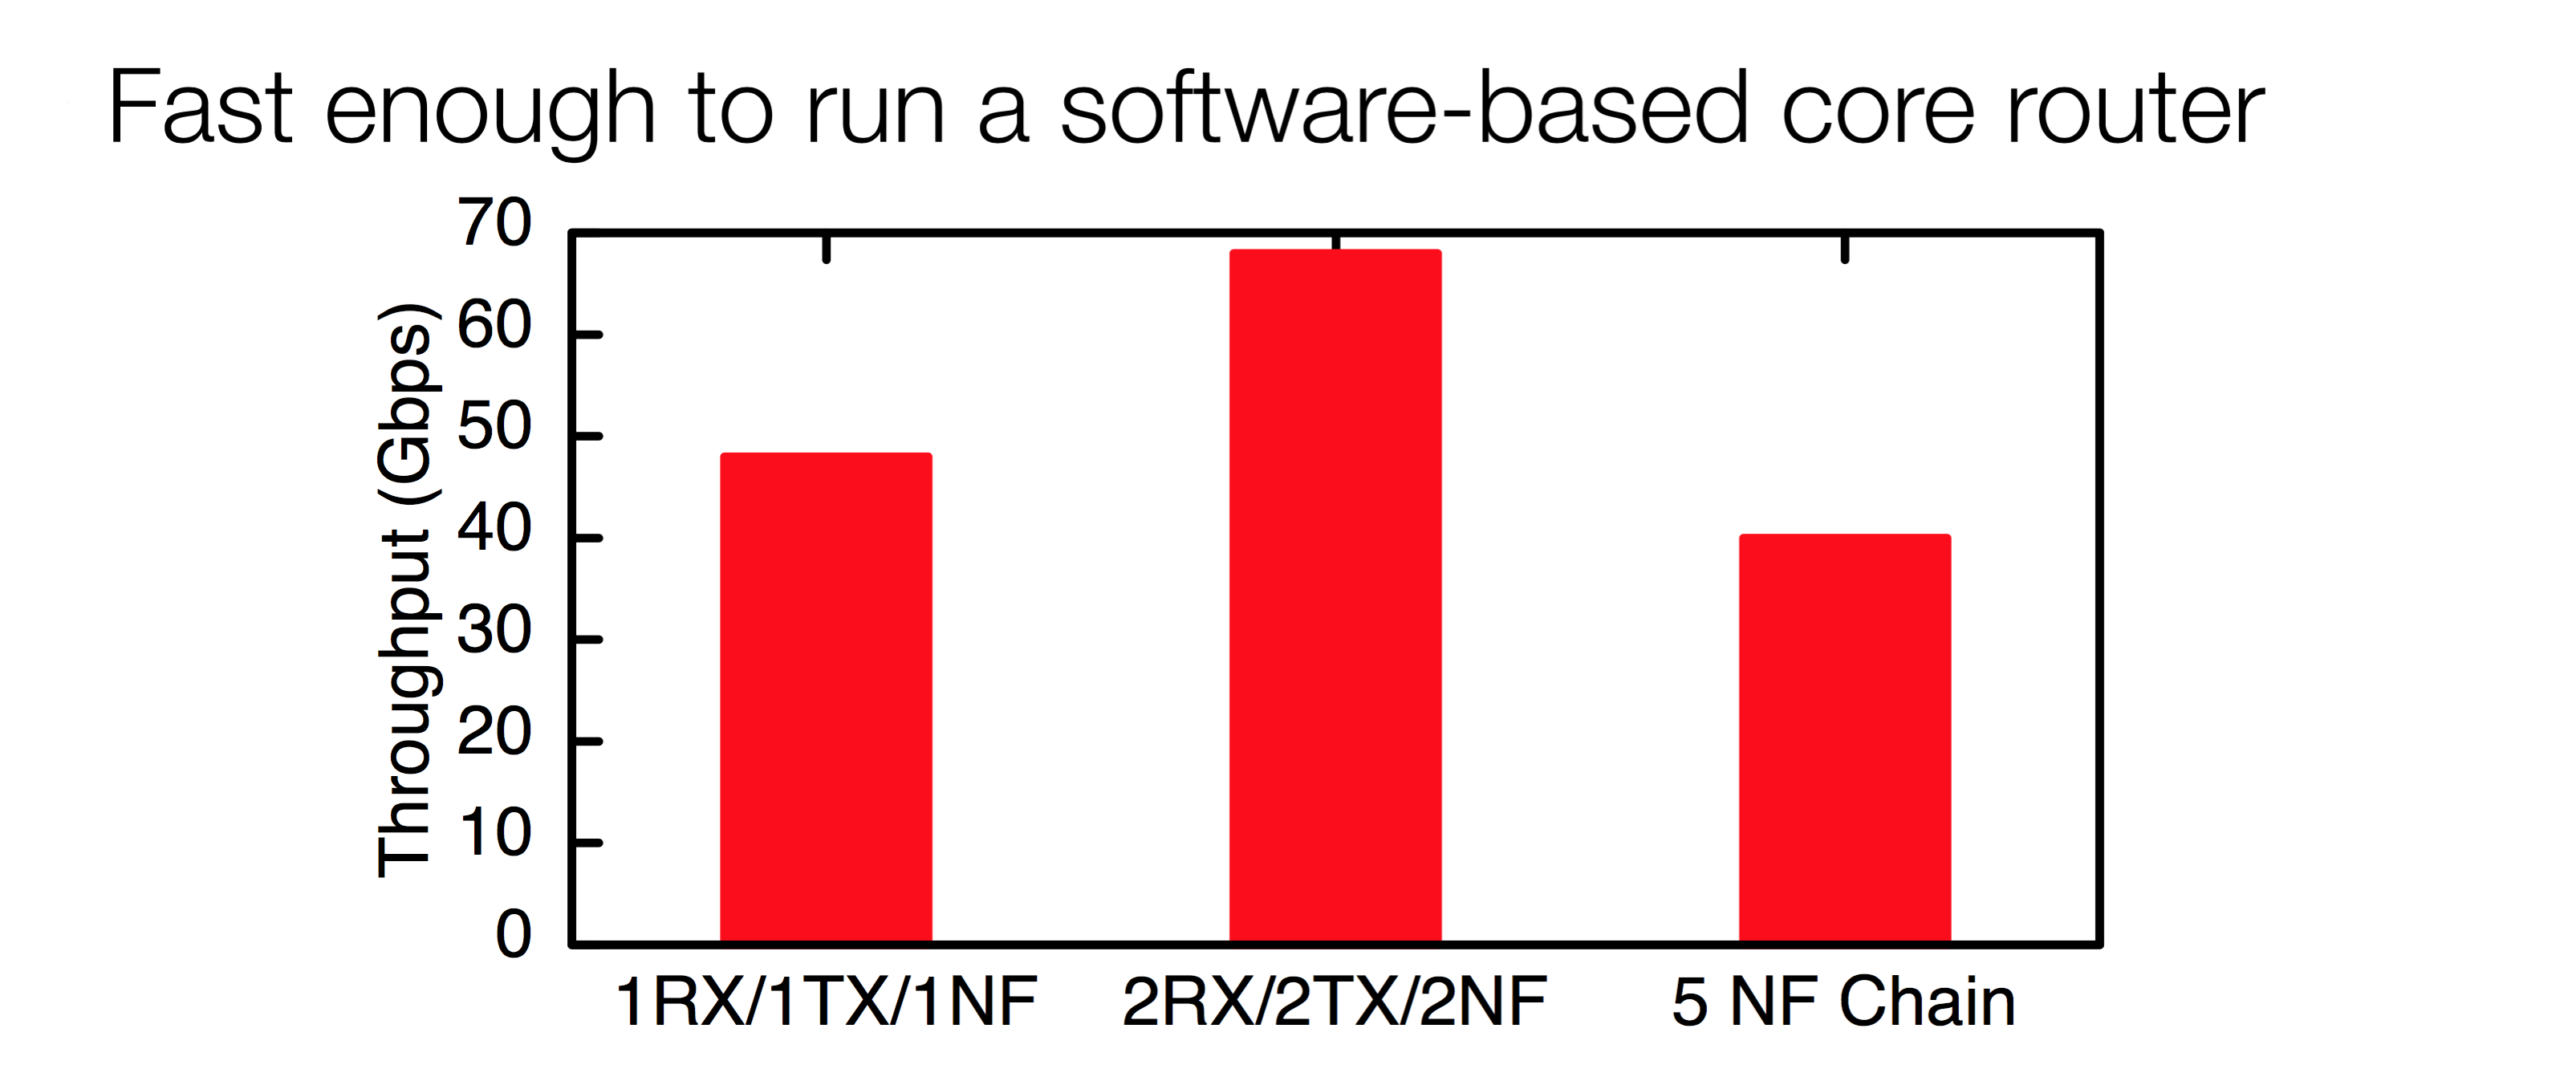 Fast enough to run a software-based core router
Throughput (Gbps)
70
60
50
40
30
20
10
0
1RX/1TX/1NF
2RX/2TX/2NF
5 NF Chain